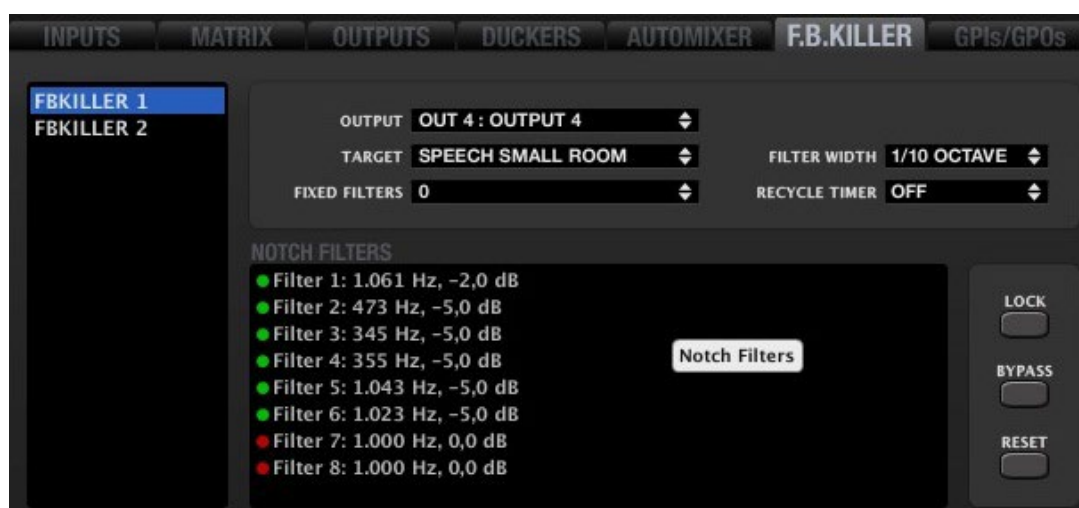 INPUTS MATRIX OUTPUTS DUCKERS AUTOMIXER F.B.KILLER GPIs/GPOs
FBKILLER 1
FBKILLER 2
OUTPUT OUT 4 : OUTPUT 4
TARGET SPEECH SMALL ROOM FILTER WIDTH 1/10 OCTAVE
FIXED FILTERS 0 RECYCLE TIMER OFF
NOTCH FILTERS
Filter 1: 1.061 Hz, -2,0 dB
Filter 2: 473 Hz, -5,0 dB
Filter 3: 345 Hz, -5,0 dB
Filter 4: 355 Hz, -5,0 dB
Filter 5: 1.043 Hz, -5,0 dB
Filter 6: 1.023 Hz, -5,0 dB
Filter 7: 1.000 Hz, 0,0 dB
Filter 8: 1.000 Hz, 0,0 dB
Notch Filters
LOCK
BYPASS
RESET